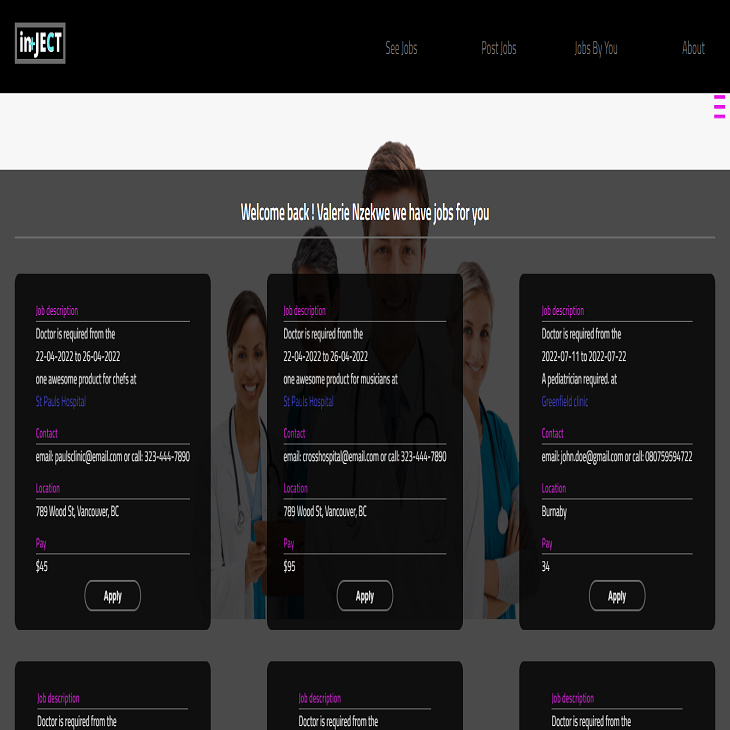 in+JECT
See Jobs Post Jobs Jobs By You About
Welcome back ! Valerie Nzekwe we have jobs for you
Job description
Doctor is required from the
22-04-2022 to 26-04-2022
one awesome product for chefs at
St Pauls Hospital
Contact
email: paulsclinic@email.com or call: 323-444-7890
Location
789 Wood St, Vancouver, BC
Pay
$45
Apply
Job description
Doctor is required from the
22-04-2022 to 26-04-2022
one awesome product for musicians at
St Pauls Hospital
Contact
email: crosshospital@email.com or call: 323-444-7890
Location
789 Wood St, Vancouver, BC
Pay
$95
Apply
Job description
Doctor is required from the
2022-07-11 to 2022-07-22
A pediatrician required. at
Greenfield clinic
Contact
email: john.doe@gmail.com or call: 080759594722
Location
Burnaby
Pay
34
Apply
Job description
Doctor is required from the
Job description
Doctor is required from the
Job description
Doctor is required from the